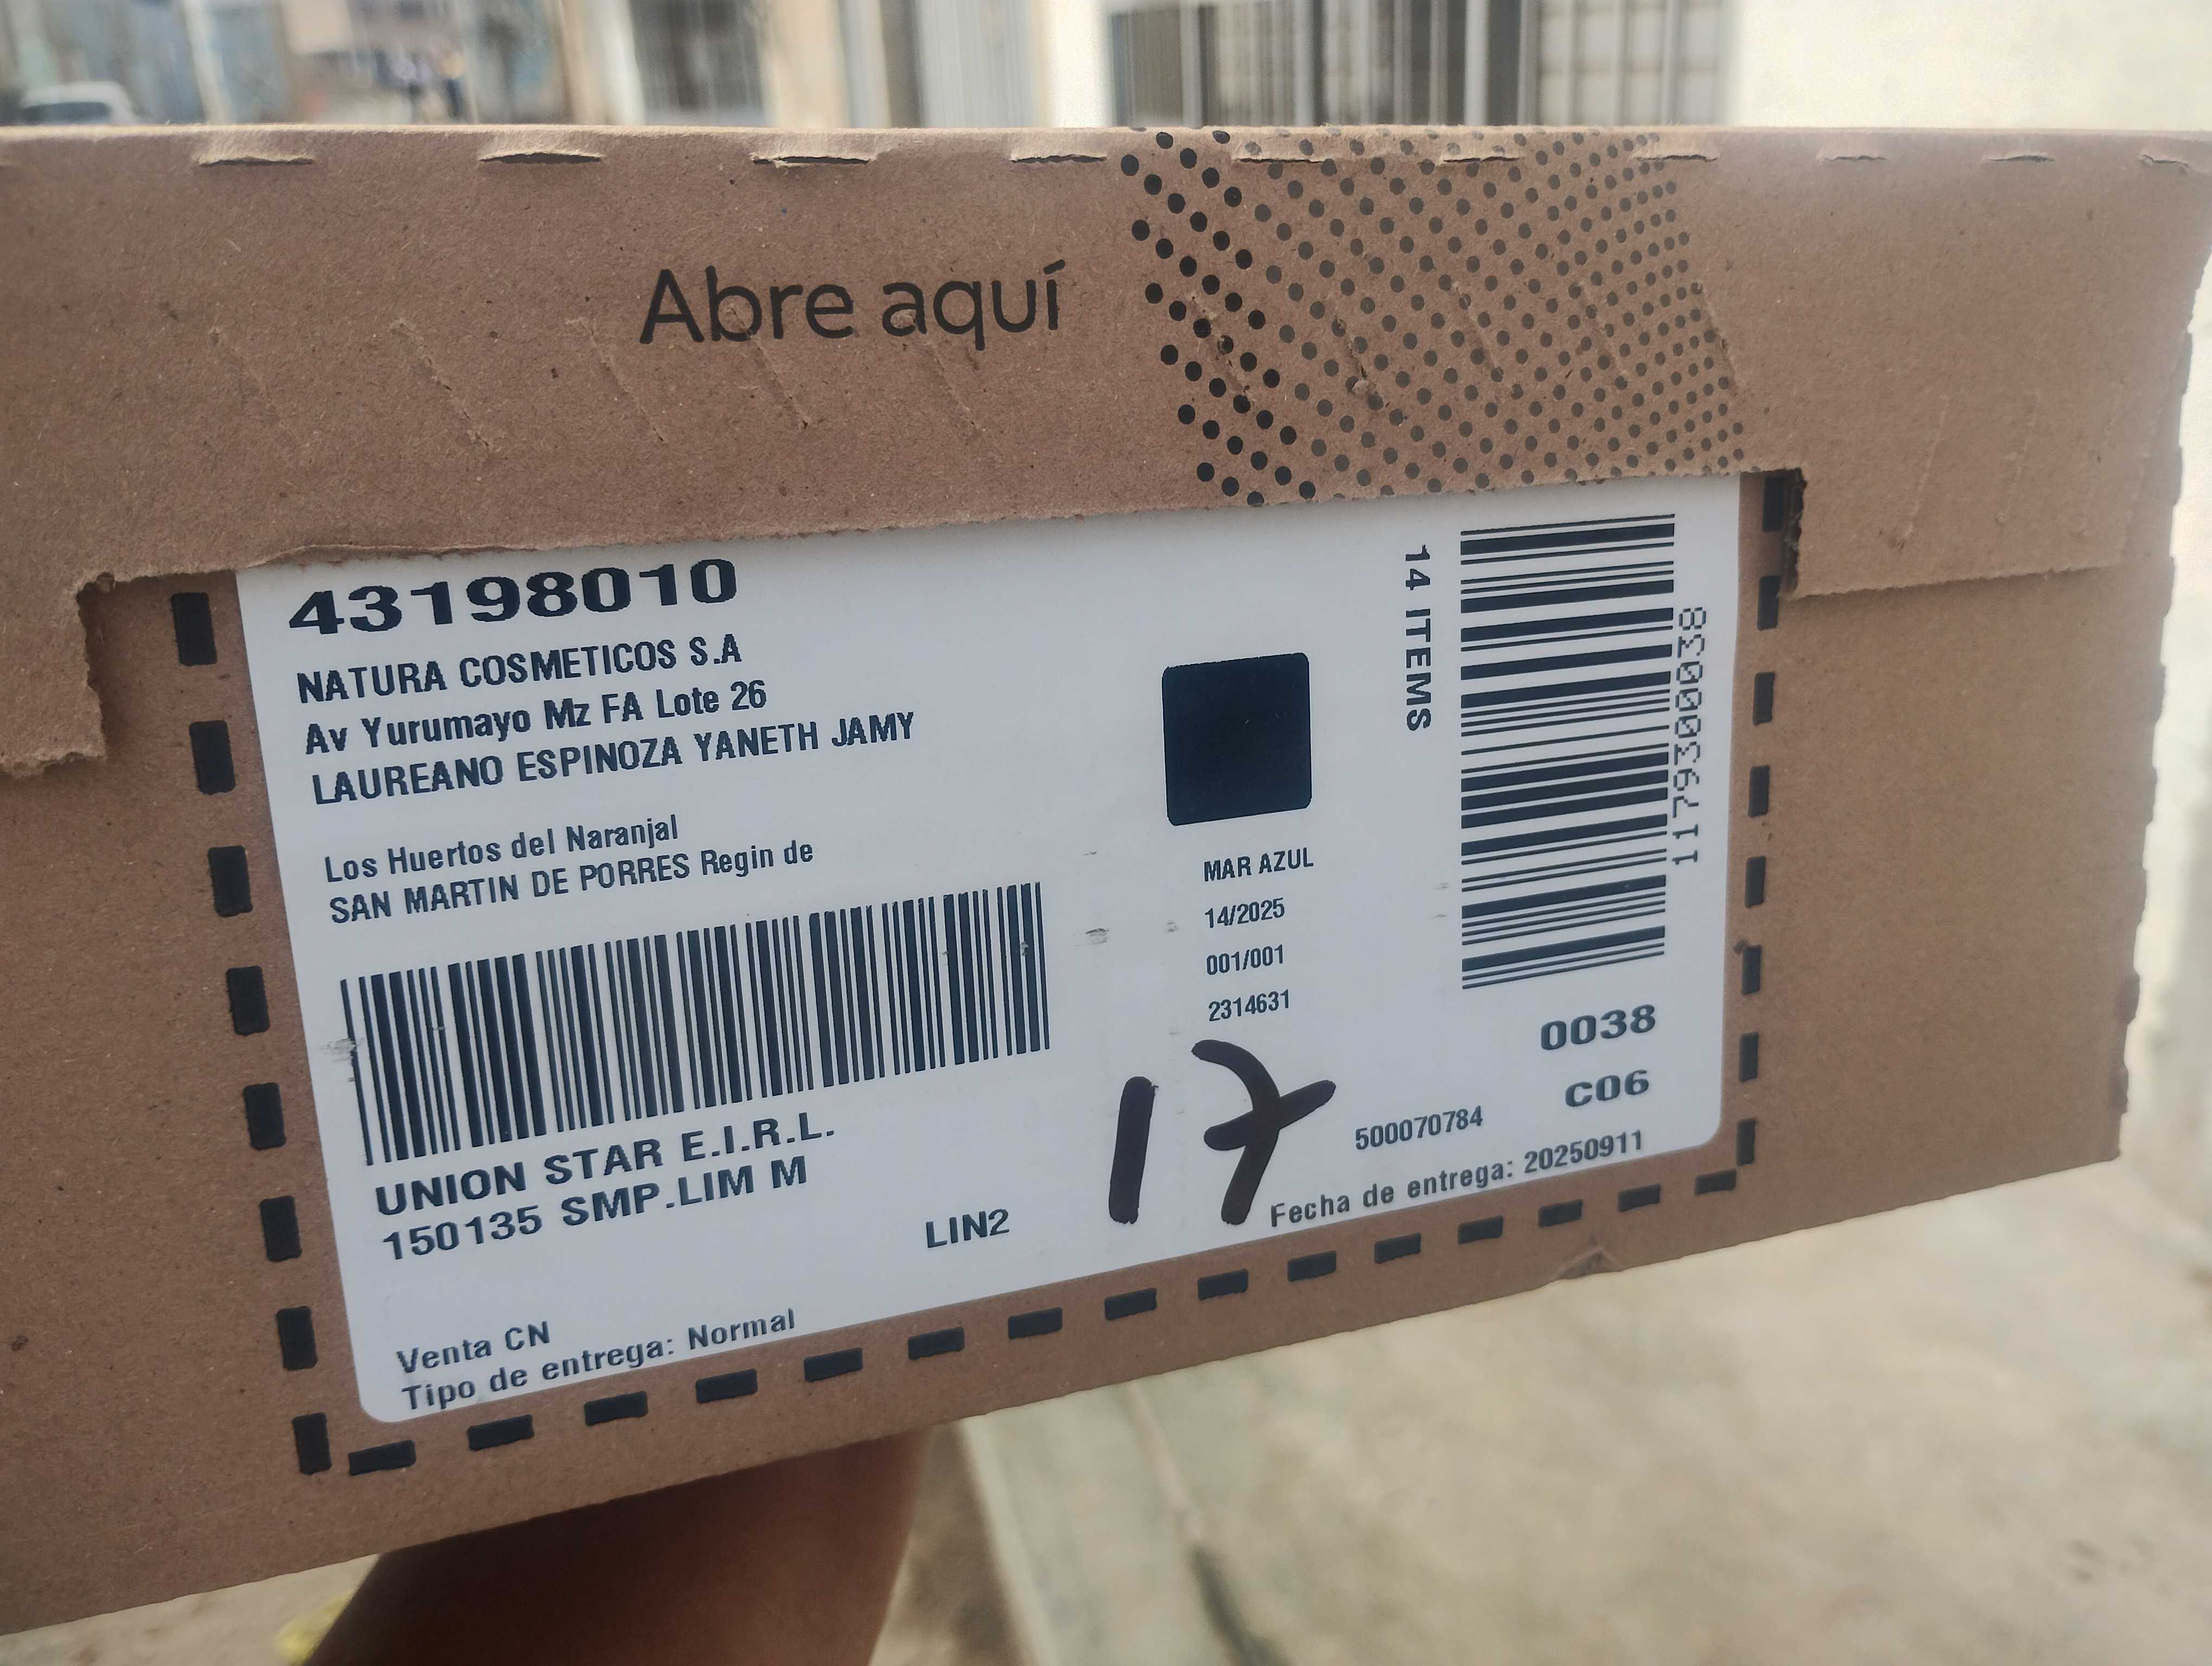 Abre aquí
43198010
NATURA COSMETICOS S.A
Av Yurumayo Mz FA Lote 26
LAUREANO ESPINOZA YANETH JAMY
Los Huertos del Naranjal
SAN MARTIN DE PORRES Regin de
UNION STAR E.I.R.L.
150135 SMP.LIM M
LIN2
Venta CN
Tipo de entrega: Normal
MAR AZUL
14/2025
001/001
2314631
17
14 ITEMS
117930000038
0038
C06
500070784
Fecha de entrega: 20250911